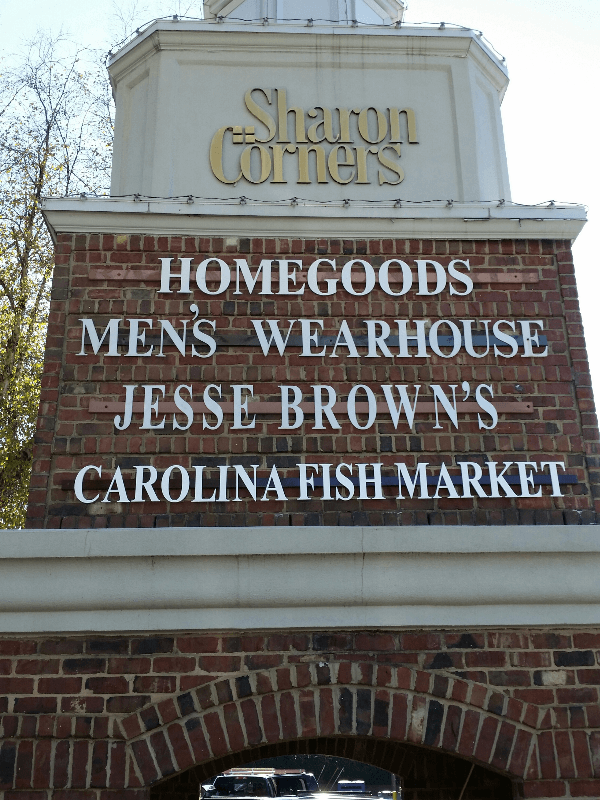 Sharon
Corners
HOMEGOODS
MEN'S WEARHOUSE
JESSE BROWN'S
CAROLINA FISH MARKET